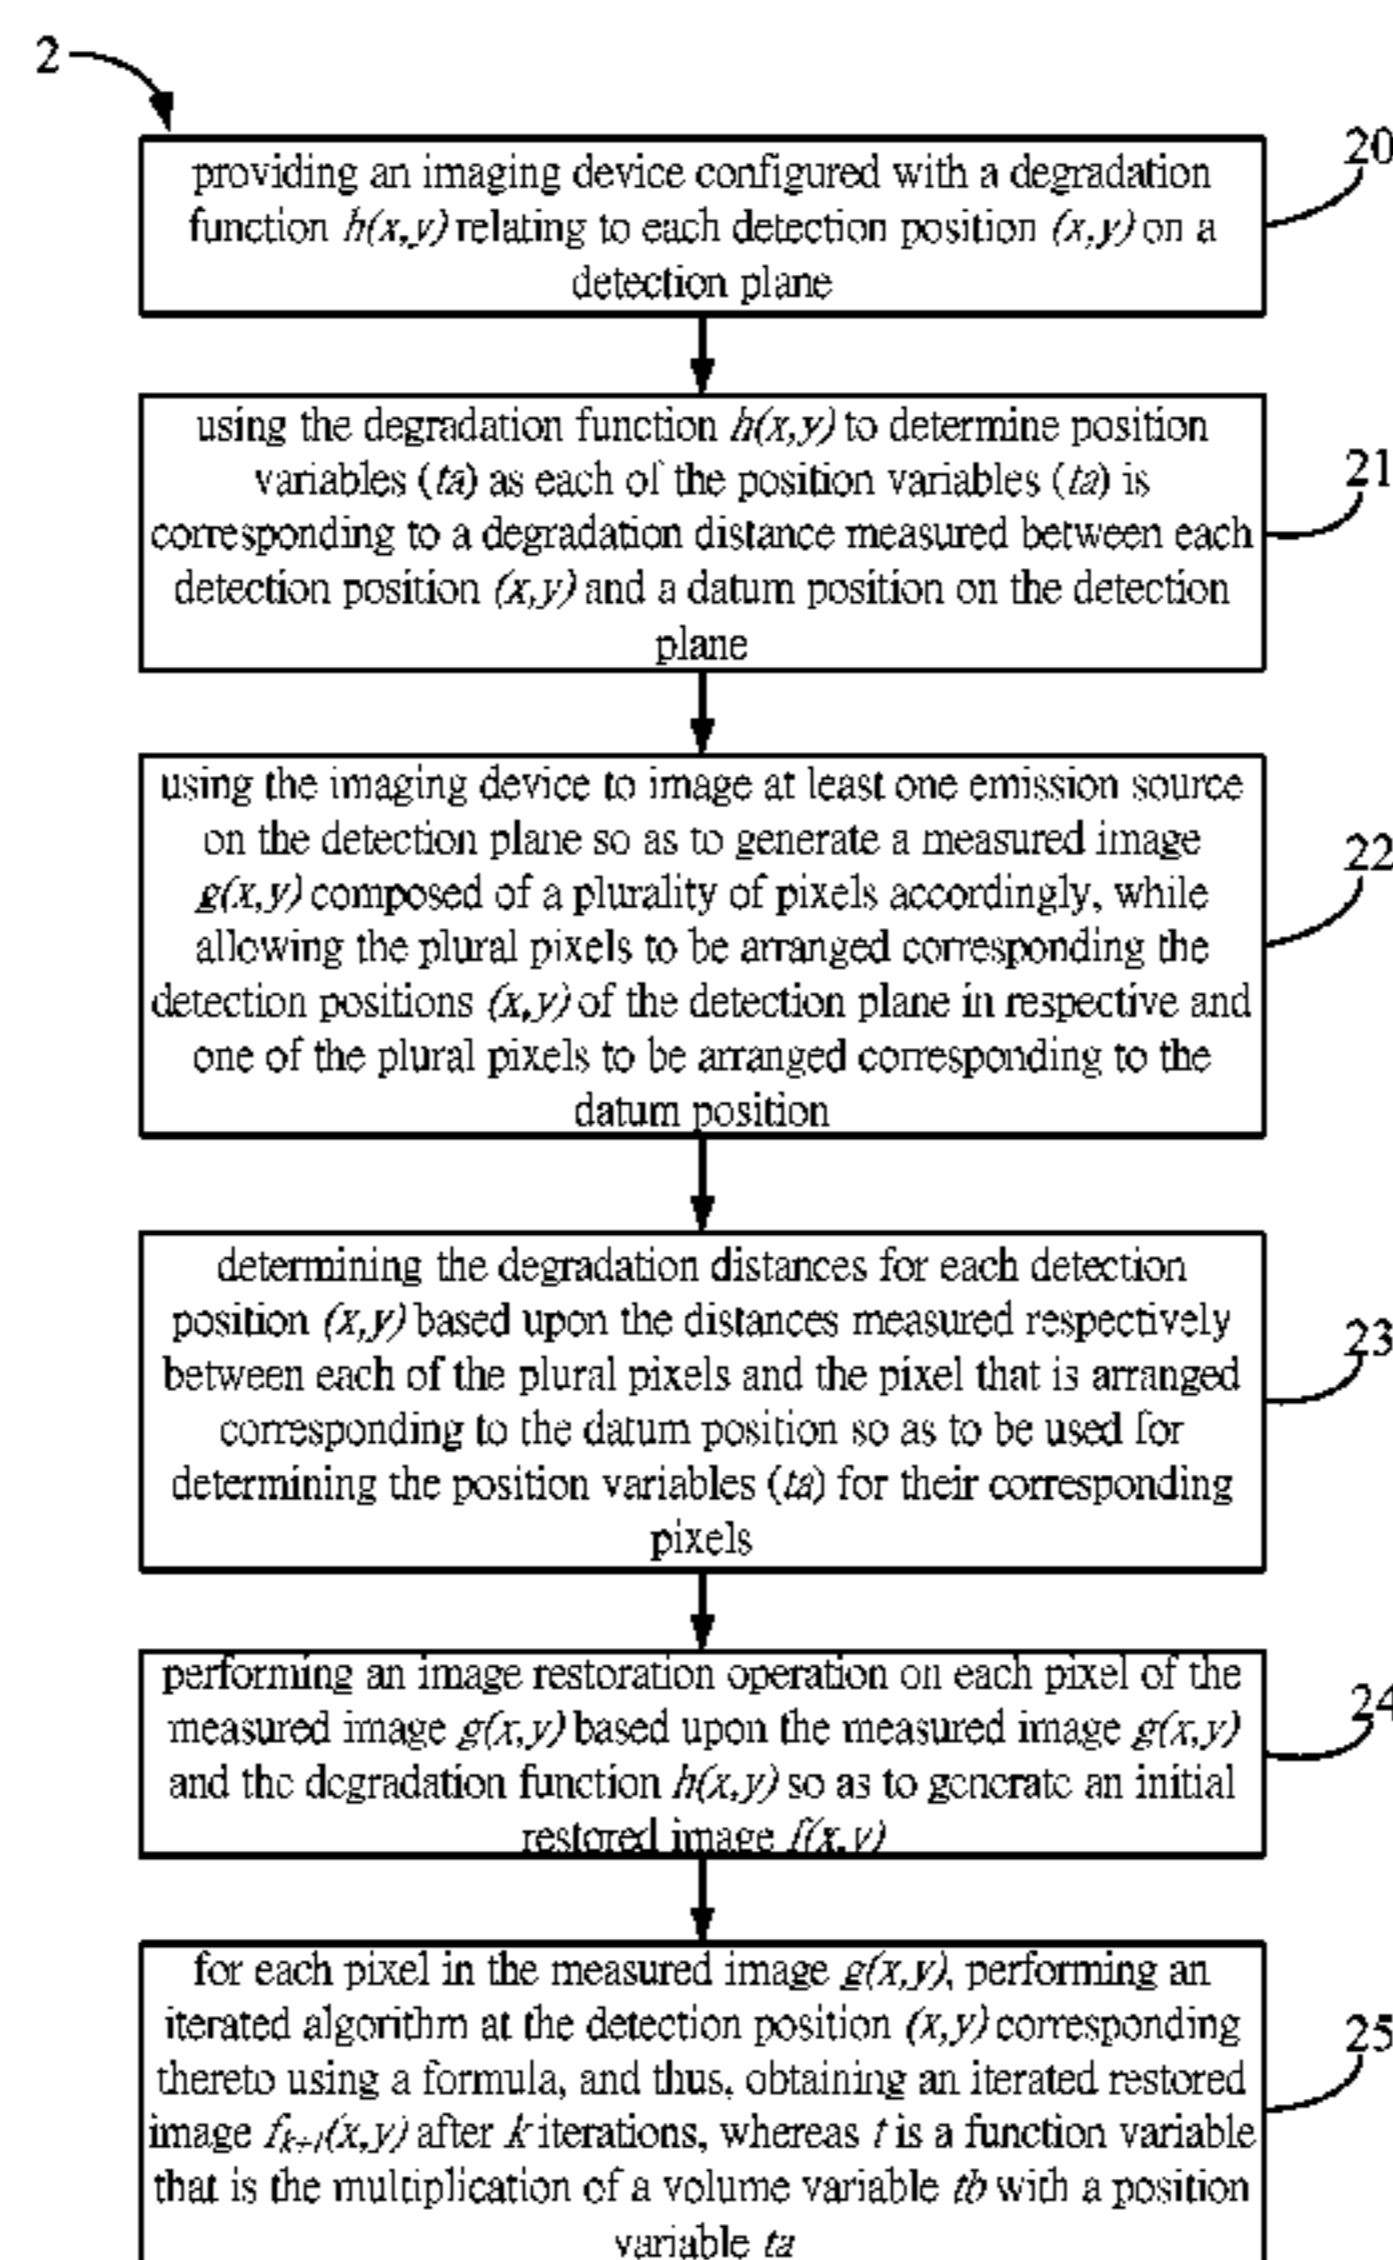 2
providing an imaging device configured with a degradation
function h(x,y) relating to each detection position (x,y) on a
detection plane
20
using the degradation function h(x,y) to determine position
variables (ta) as each of the position variables (ta) is
corresponding to a degradation distance measured between each
detection position (x,y) and a datum position on the detection
plane
21
using the imaging device to image at least one emission source
on the detection plane so as to generate a measured image
g(x,y) composed of a plurality of pixels accordingly, while
allowing the plural pixels to be arranged corresponding the
detection positions (x,y) of the detection plane in respective and
one of the plural pixels to be arranged corresponding to the
datum position
22
determining the degradation distances for each detection
position (x,y) based upon the distances measured respectively
between each of the plural pixels and the pixel that is arranged
corresponding to the datum position so as to be used for
determining the position variables (ta) for their corresponding
pixels
23
performing an image restoration operation on each pixel of the
measured image g(x,y) based upon the measured image g(x,y)
and the degradation function h(x,y) so as to generate an initial
restored image f(x,y)
24
for each pixel in the measured image g(x,y), performing an
iterated algorithm at the detection position (x,y) corresponding
thereto using a formula, and thus, obtaining an iterated restored
image fk+1(x,y) after k iterations, whereas t is a function variable
that is the multiplication of a volume variable tb with a position
variable ta
25